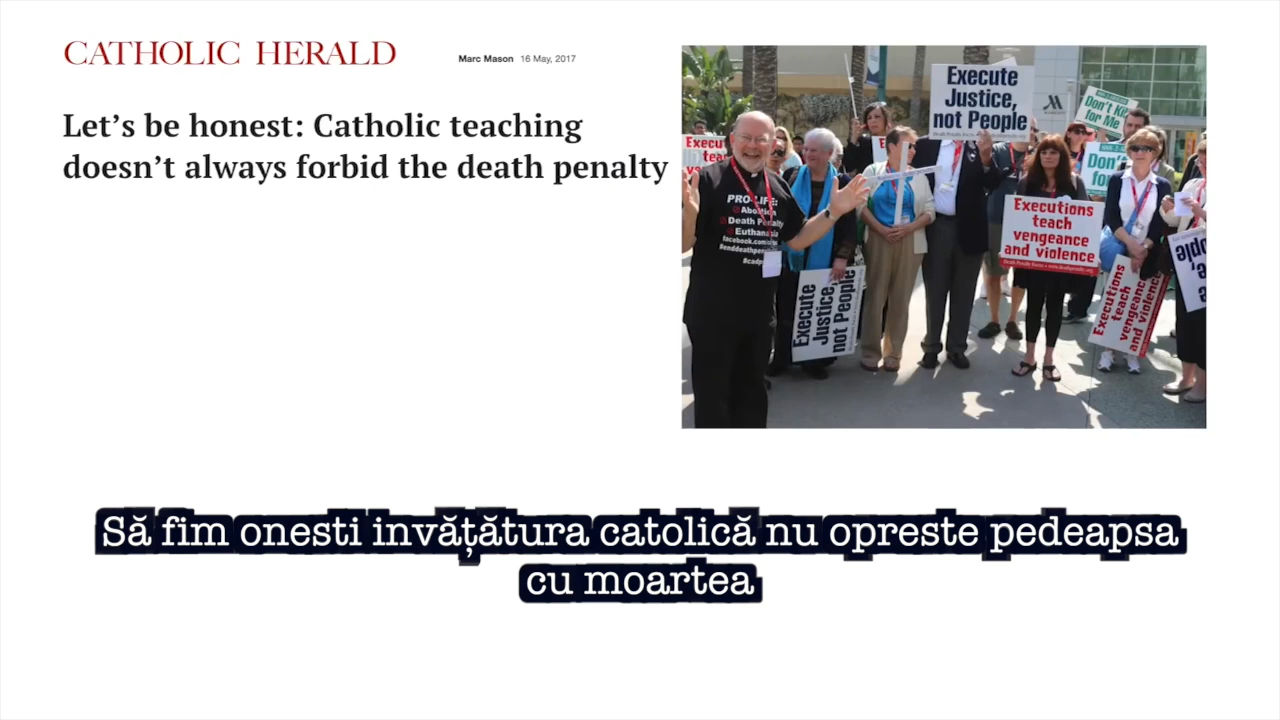 CATHOLIC HERALD
Marc Mason 16 May, 2017
Let's be honest: Catholic teaching
doesn't always forbid the death penalty
Execute
Justice,
not People
Don't Kill
for Me
Don't
for
PRO-LIFE:
Abortion
Death Penalty
Euthanasia
Executions
teach
vengeance
and violence
Execute
Justice,
not People
Executions
teach
vengeance
and violence
Să fim onesti invățătura catolică nu opreste pedeapsa
cu moartea